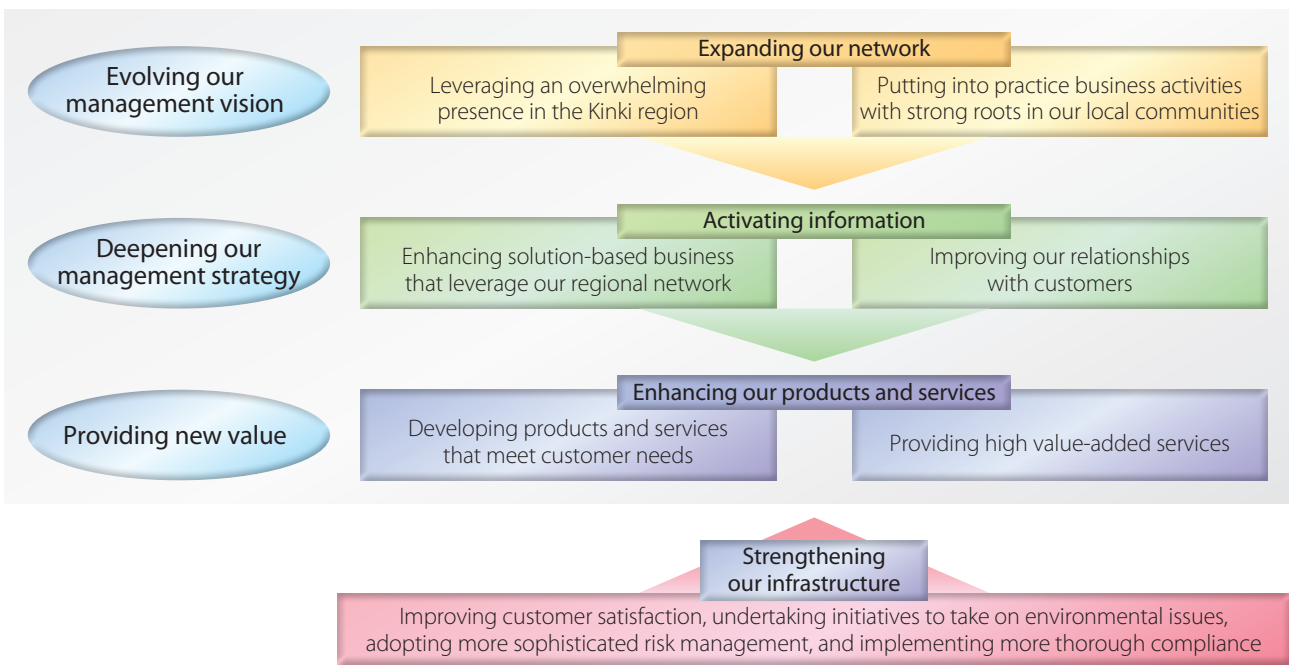 Evolving our
management vision
Expanding our network
Leveraging an overwhelming
presence in the Kinki region
Putting into practice business activities
with strong roots in our local communities
Deepening our
management strategy
Activating information
Enhancing solution-based business
that leverage our regional network
Improving our relationships
with customers
Providing new value
Enhancing our products and services
Developing products and services
that meet customer needs
Providing high value-added services
Strengthening
our infrastructure
Improving customer satisfaction, undertaking initiatives to take on environmental issues,
adopting more sophisticated risk management, and implementing more thorough compliance